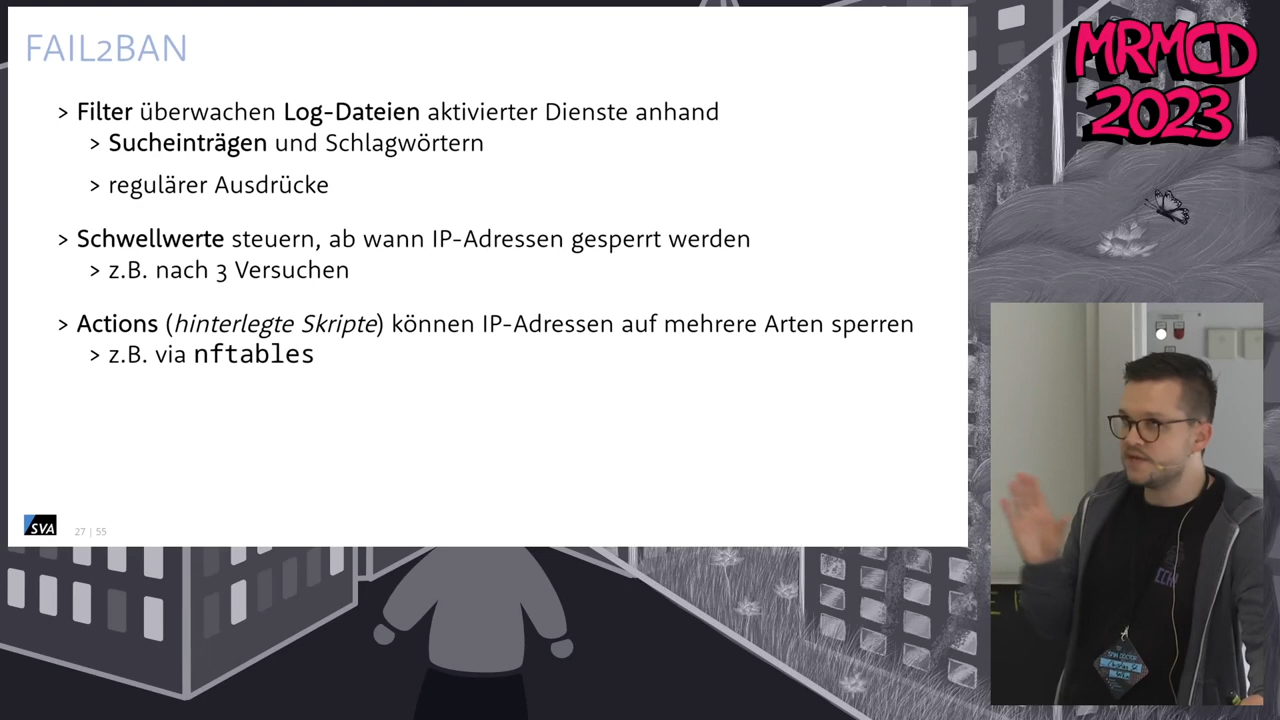 FAIL2BAN
> Filter überwachen Log-Dateien aktivierter Dienste anhand
> Sucheinträgen und Schlagwörtern
> regulärer Ausdrücke
> Schwellwerte steuern, ab wann IP-Adressen gesperrt werden
> z.B. nach 3 Versuchen
> Actions (hinterlegte Skripte) können IP-Adressen auf mehrere Arten sperren
> z.B. via nftables
SVA
27 | 55
MRMCD
2023